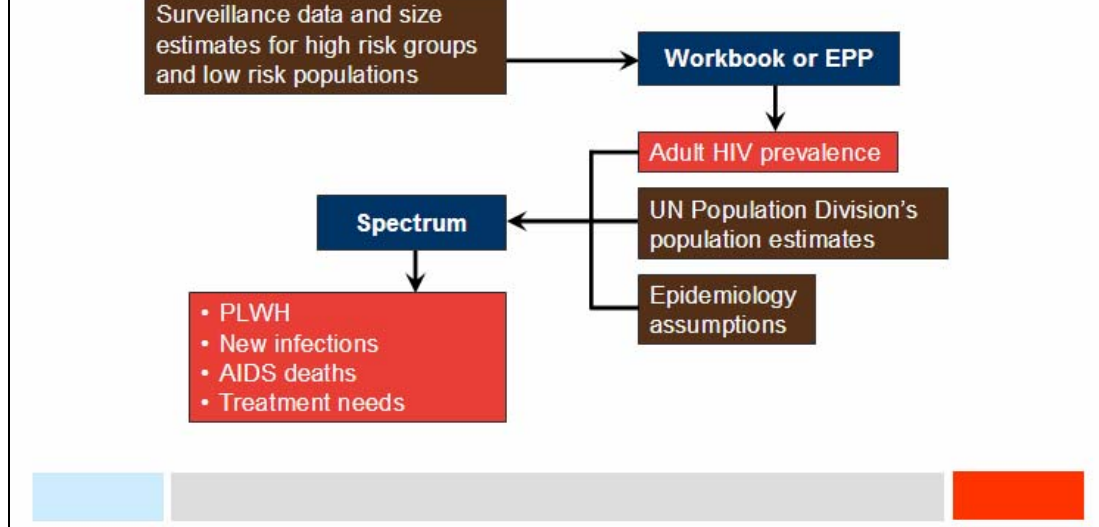 Surveillance data and size
estimates for high risk groups
and low risk populations
Workbook or EPP
Adult HIV prevalence
UN Population Division's
population estimates
Spectrum
Epidemiology
assumptions
• PLWH
• New infections
• AIDS deaths
• Treatment needs